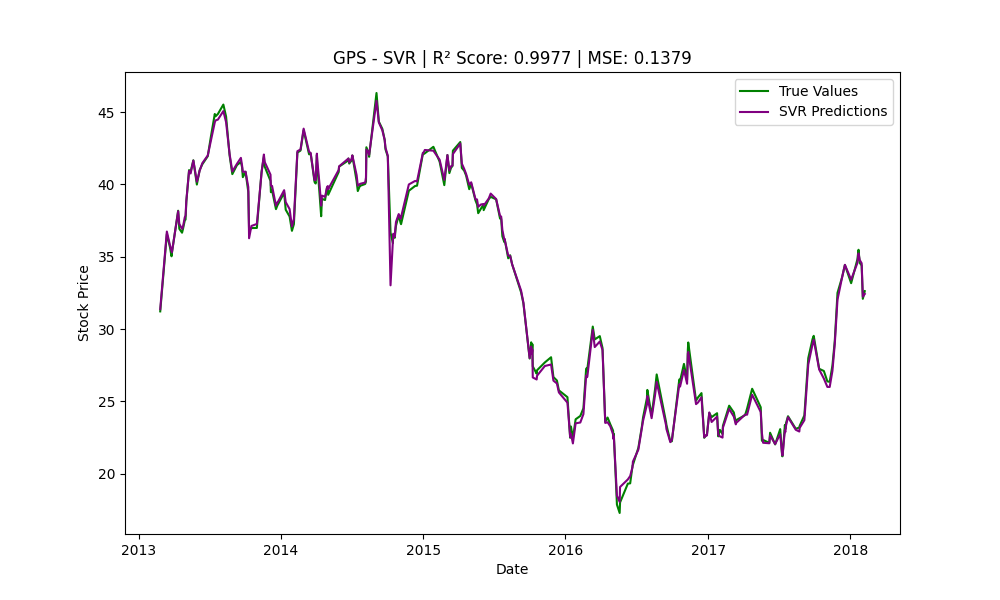 GPS - SVR | R² Score: 0.9977 | MSE: 0.1379
True Values
SVR Predictions
Stock Price
45
40
35
30
25
20
2013 2014 2015 2016 2017 2018
Date